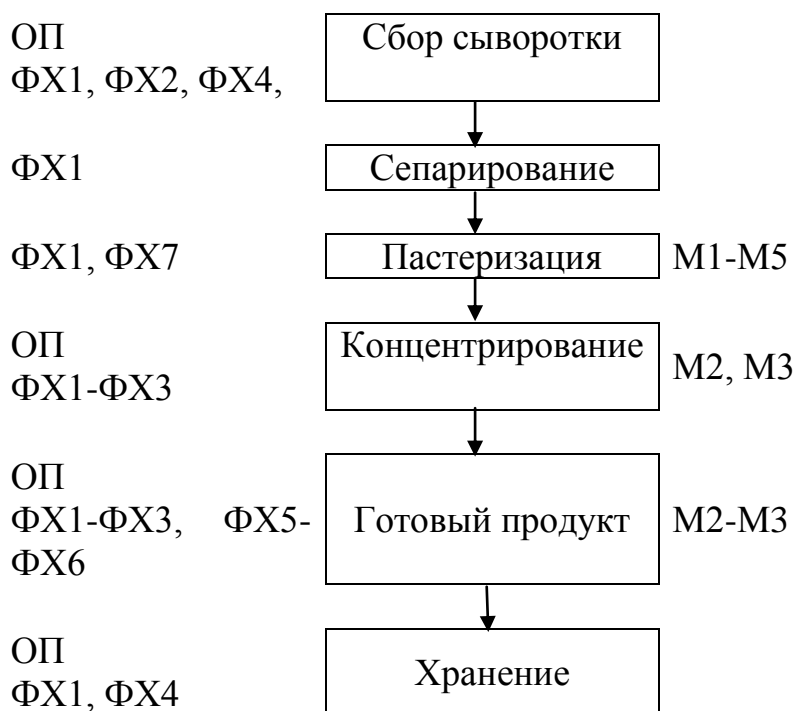 ОП
ФХ1, ФХ2, ФХ4,
Сбор сыворотки
ФХ1
Сепарирование
ФХ1, ФХ7
Пастеризация
М1-М5
ОП
ФХ1-ФХ3
Концентрирование
М2, М3
ОП
ФХ1-ФХ3, ФХ5-
ФХ6
Готовый продукт
М2-М3
ОП
ФХ1, ФХ4
Хранение